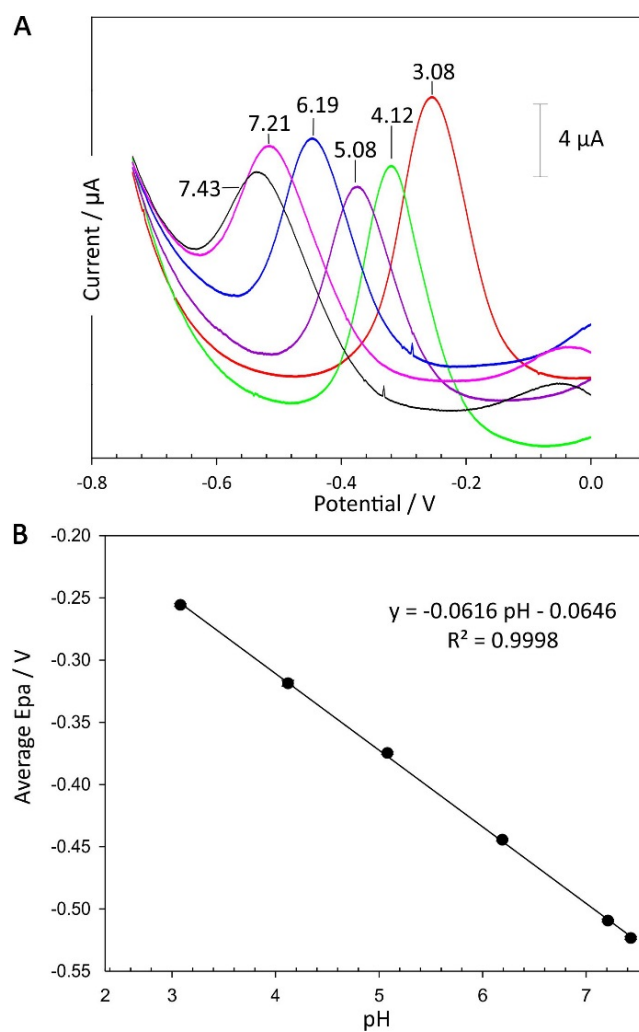 A
3.08
6.19
7.21
4.12
4 µA
5.08
7.43
Current / µA
-0.8
-0.6
-0.4
-0.2
0.0
Potential / V
B
-0.20
-0.25
-0.30
-0.35
-0.40
-0.45
-0.50
-0.55
Average Epa / V
y = -0.0616 pH - 0.0646
R² = 0.9998
2
3
4
5
6
7
pH